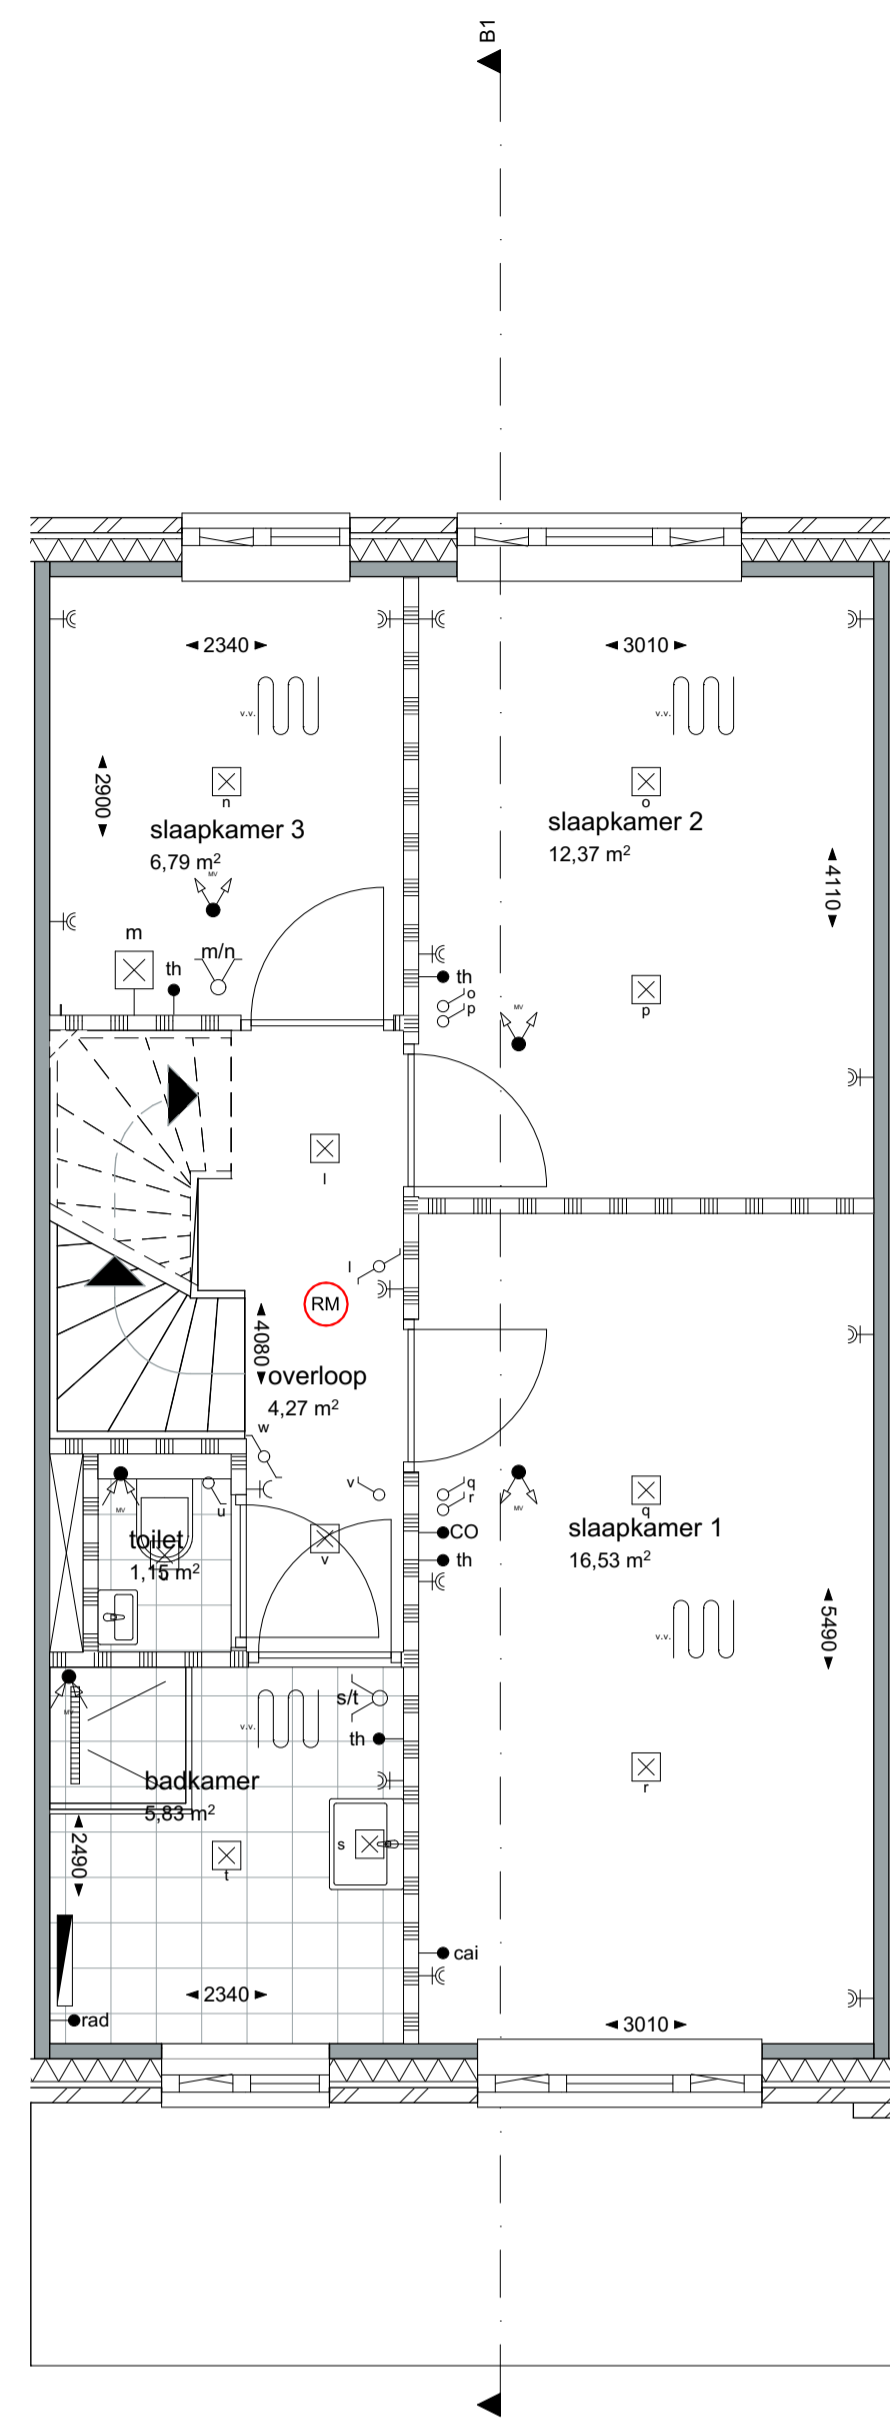 B1
2340
3010
v.v.
v.v.
2900
n
o
slaapkamer 3
6,79 m²
slaapkamer 2
12,37 m²
4110
MV
m
m/n
th
th
o
p
p
MV
l
l
RM
4080
overloop
4,27 m²
w
v
q
r
q
MV
MV
u
CO
slaapkamer 1
16,53 m²
toilet
1,15 m²
v
th
5490
v.v.
MV
s/t
v.v.
th
badkamer
5,83 m²
r
2490
s
t
cai
2340
rad
3010